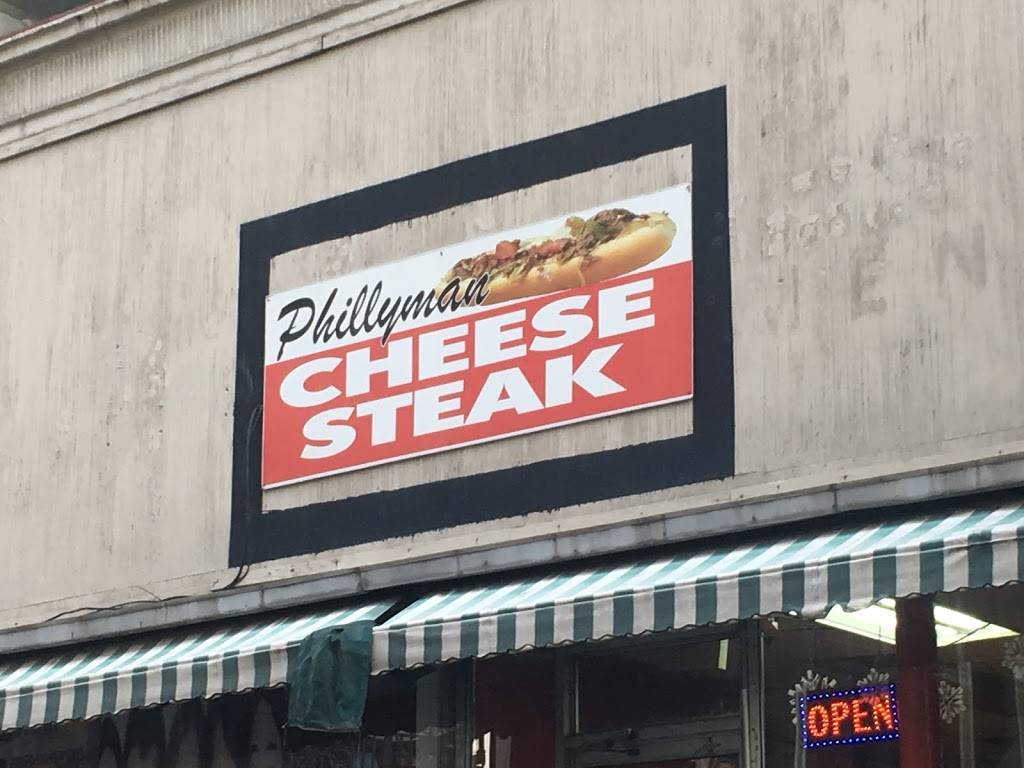 Phillyman
CHEESE
STEAK
OPEN